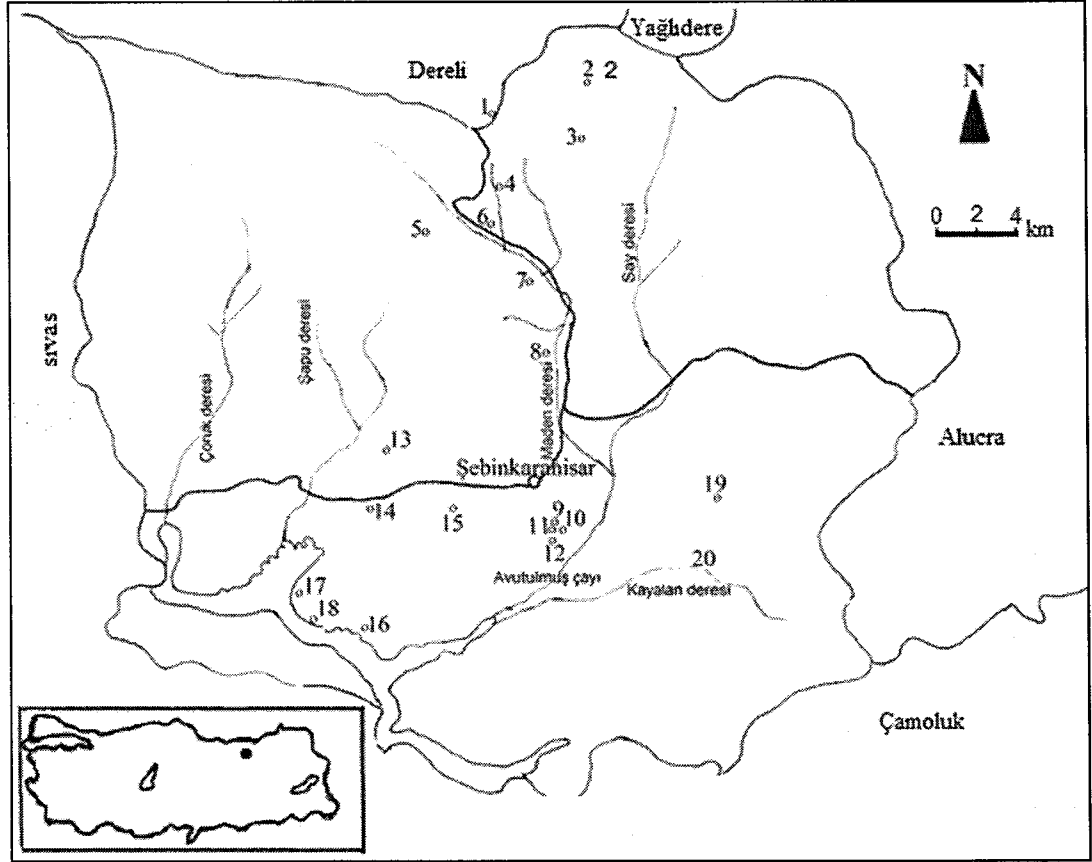 Yağlıdere
Dereli
2 2
N
1
3
4
0 2 4 km
5
6
Say deresi
7
sıvas
Şapu deresi
8
Maden deresi
Çoruk deresi
13
Alucra
Şebinkarahisar
19
14
15
9
11 10
12
20
Avutulmuş çayı
Kayalan deresi
17
18
16
Çamoluk